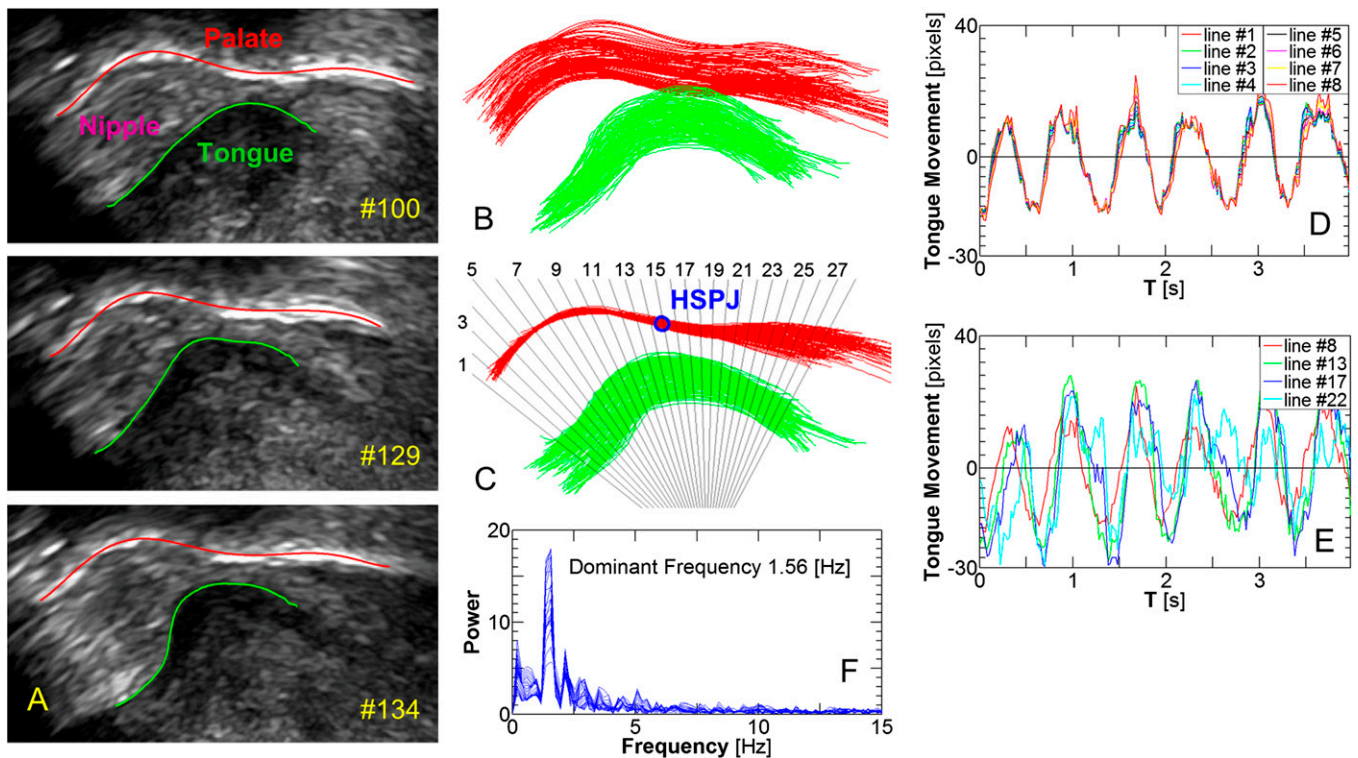 Palate
Nipple
Tongue
#100
#129
A
#134
B
5 7 9 11 13 15 17 19 21 23 25 27
HSPJ
3
1
C
20
Dominant Frequency 1.56 [Hz]
Power
10
F
0
0 5 10 15
Frequency [Hz]
40
line #1 line #5
line #2 line #6
line #3 line #7
line #4 line #8
Tongue Movement [pixels]
0
D
-30
0 1 2 3
T [s]
40
line #8
line #13
line #17
line #22
Tongue Movement [pixels]
0
E
-30
0 1 2 3
T [s]